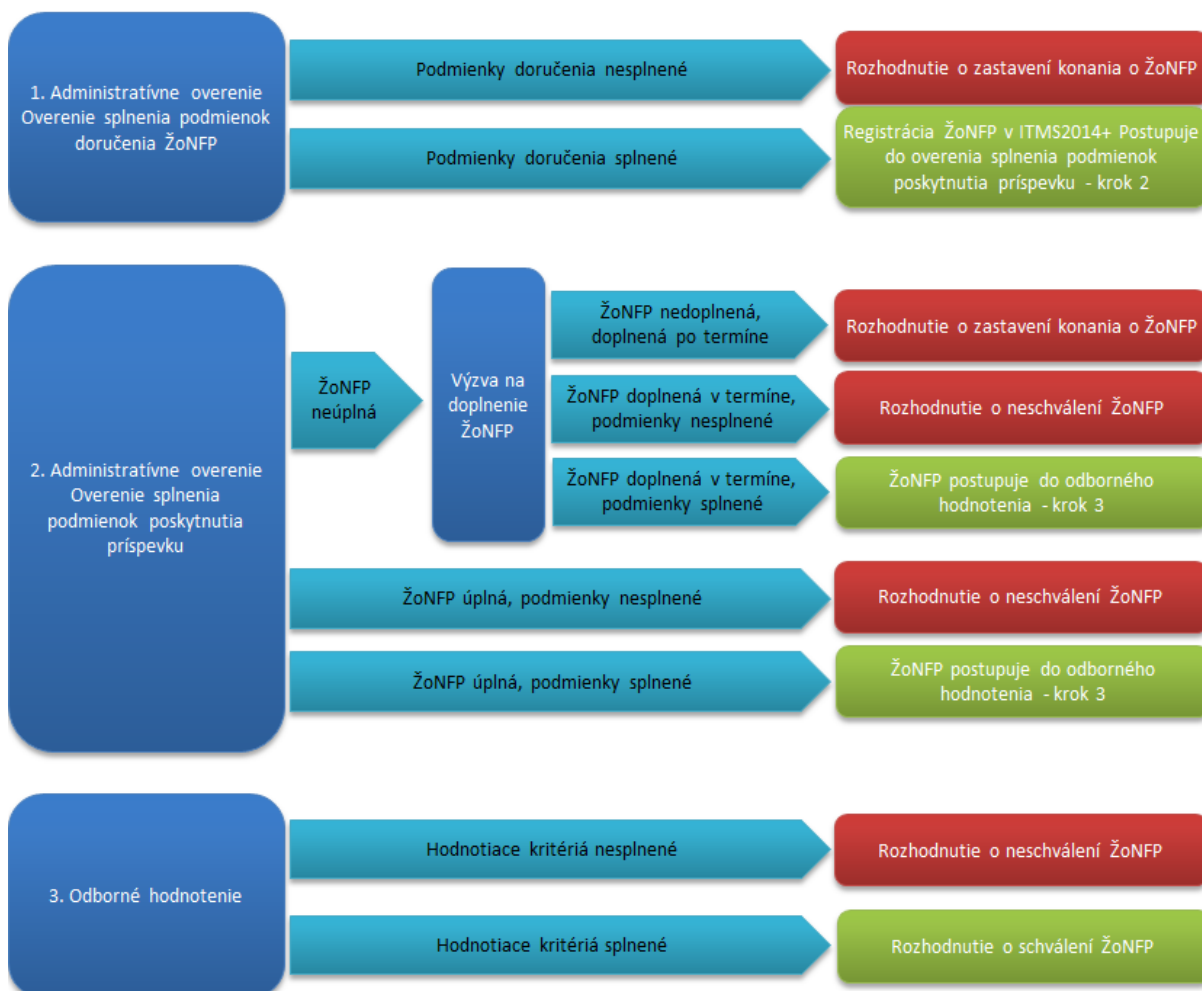 1. Administratívne overenie
Overenie splnenia podmienok
doručenia ŽoNFP
Podmienky doručenia nesplnené
Rozhodnutie o zastavení konania o ŽoNFP
Podmienky doručenia splnené
Registrácia ŽoNFP v ITMS2014+ Postupuje
do overenia splnenia podmienok
poskytnutia príspevku - krok 2
2. Administratívne overenie
Overenie splnenia
podmienok poskytnutia
príspevku
ŽoNFP
neúplná
Výzva na
doplnenie
ŽoNFP
ŽoNFP nedoplnená,
doplnená po termíne
Rozhodnutie o zastavení konania o ŽoNFP
ŽoNFP doplnená v termíne,
podmienky nesplnené
Rozhodnutie o neschválení ŽoNFP
ŽoNFP doplnená v termíne,
podmienky splnené
ŽoNFP postupuje do odborného
hodnotenia - krok 3
ŽoNFP úplná, podmienky nesplnené
Rozhodnutie o neschválení ŽoNFP
ŽoNFP úplná, podmienky splnené
ŽoNFP postupuje do odborného
hodnotenia - krok 3
3. Odborné hodnotenie
Hodnotiace kritériá nesplnené
Rozhodnutie o neschválení ŽoNFP
Hodnotiace kritériá splnené
Rozhodnutie o schválení ŽoNFP